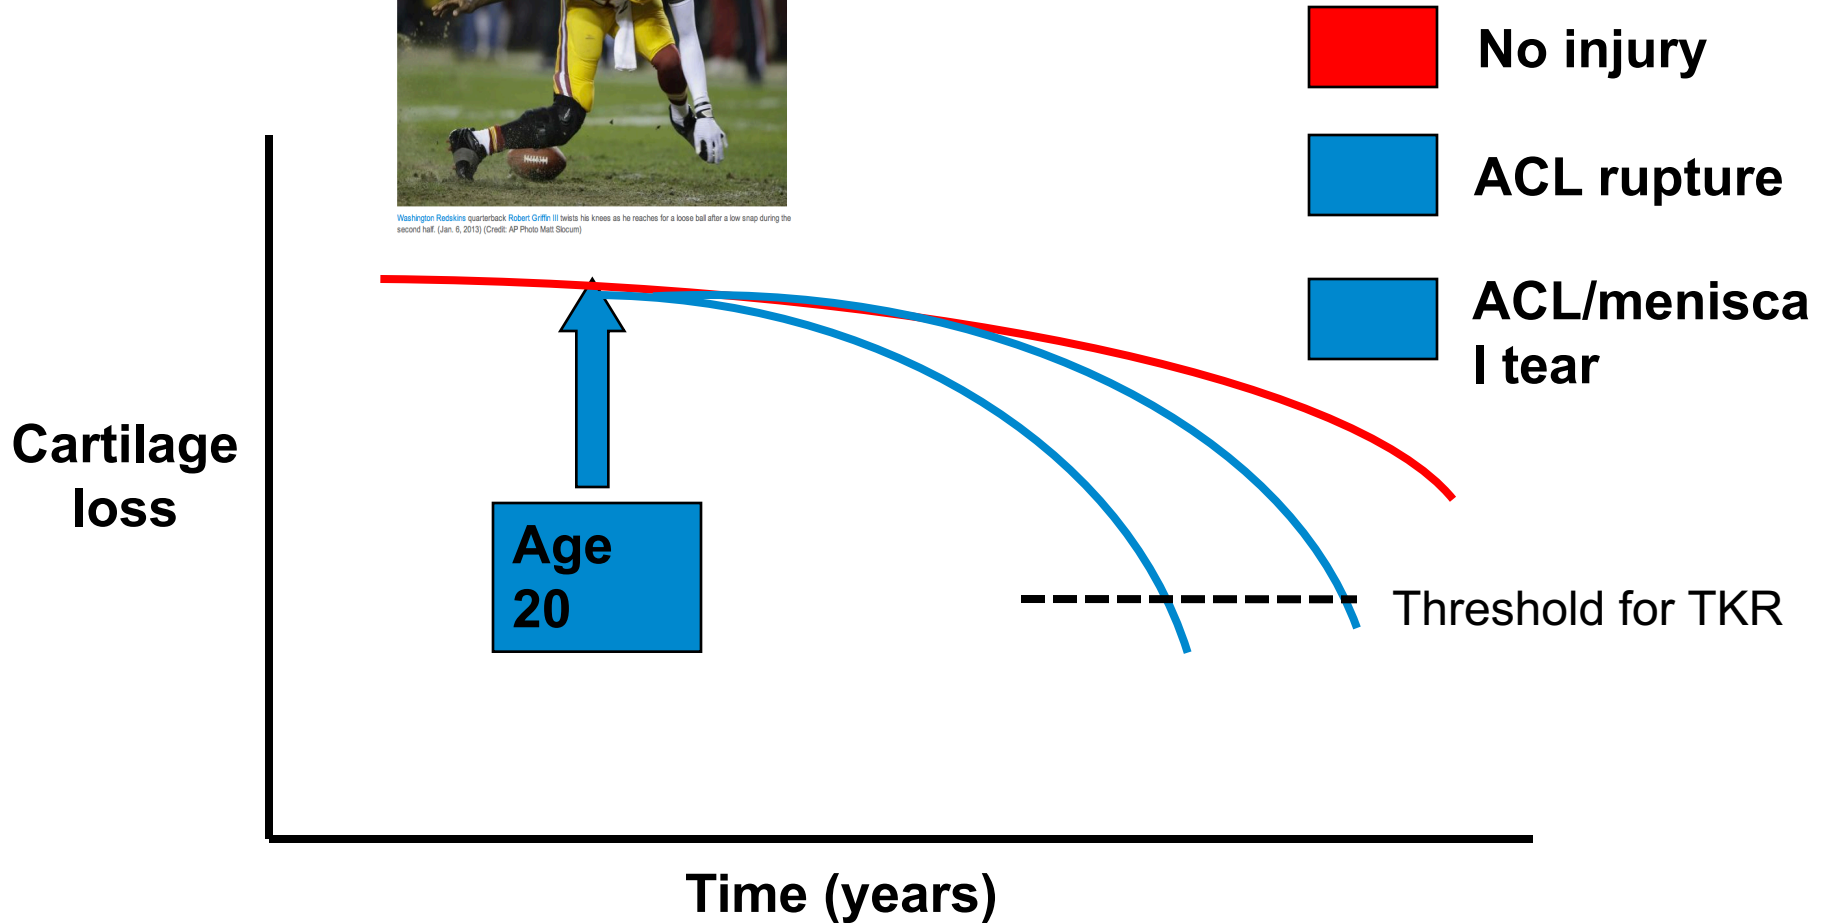 No injury
ACL rupture
Washington Redskins quarterback Robert Griffin III twists his knees as he reaches for a loose ball after a low snap during the
second half. (Jan. 6, 2013) (Credit: AP Photo Matt Slocum)
ACL/menisca
l tear
Cartilage
loss
Age
20
Threshold for TKR
Time (years)